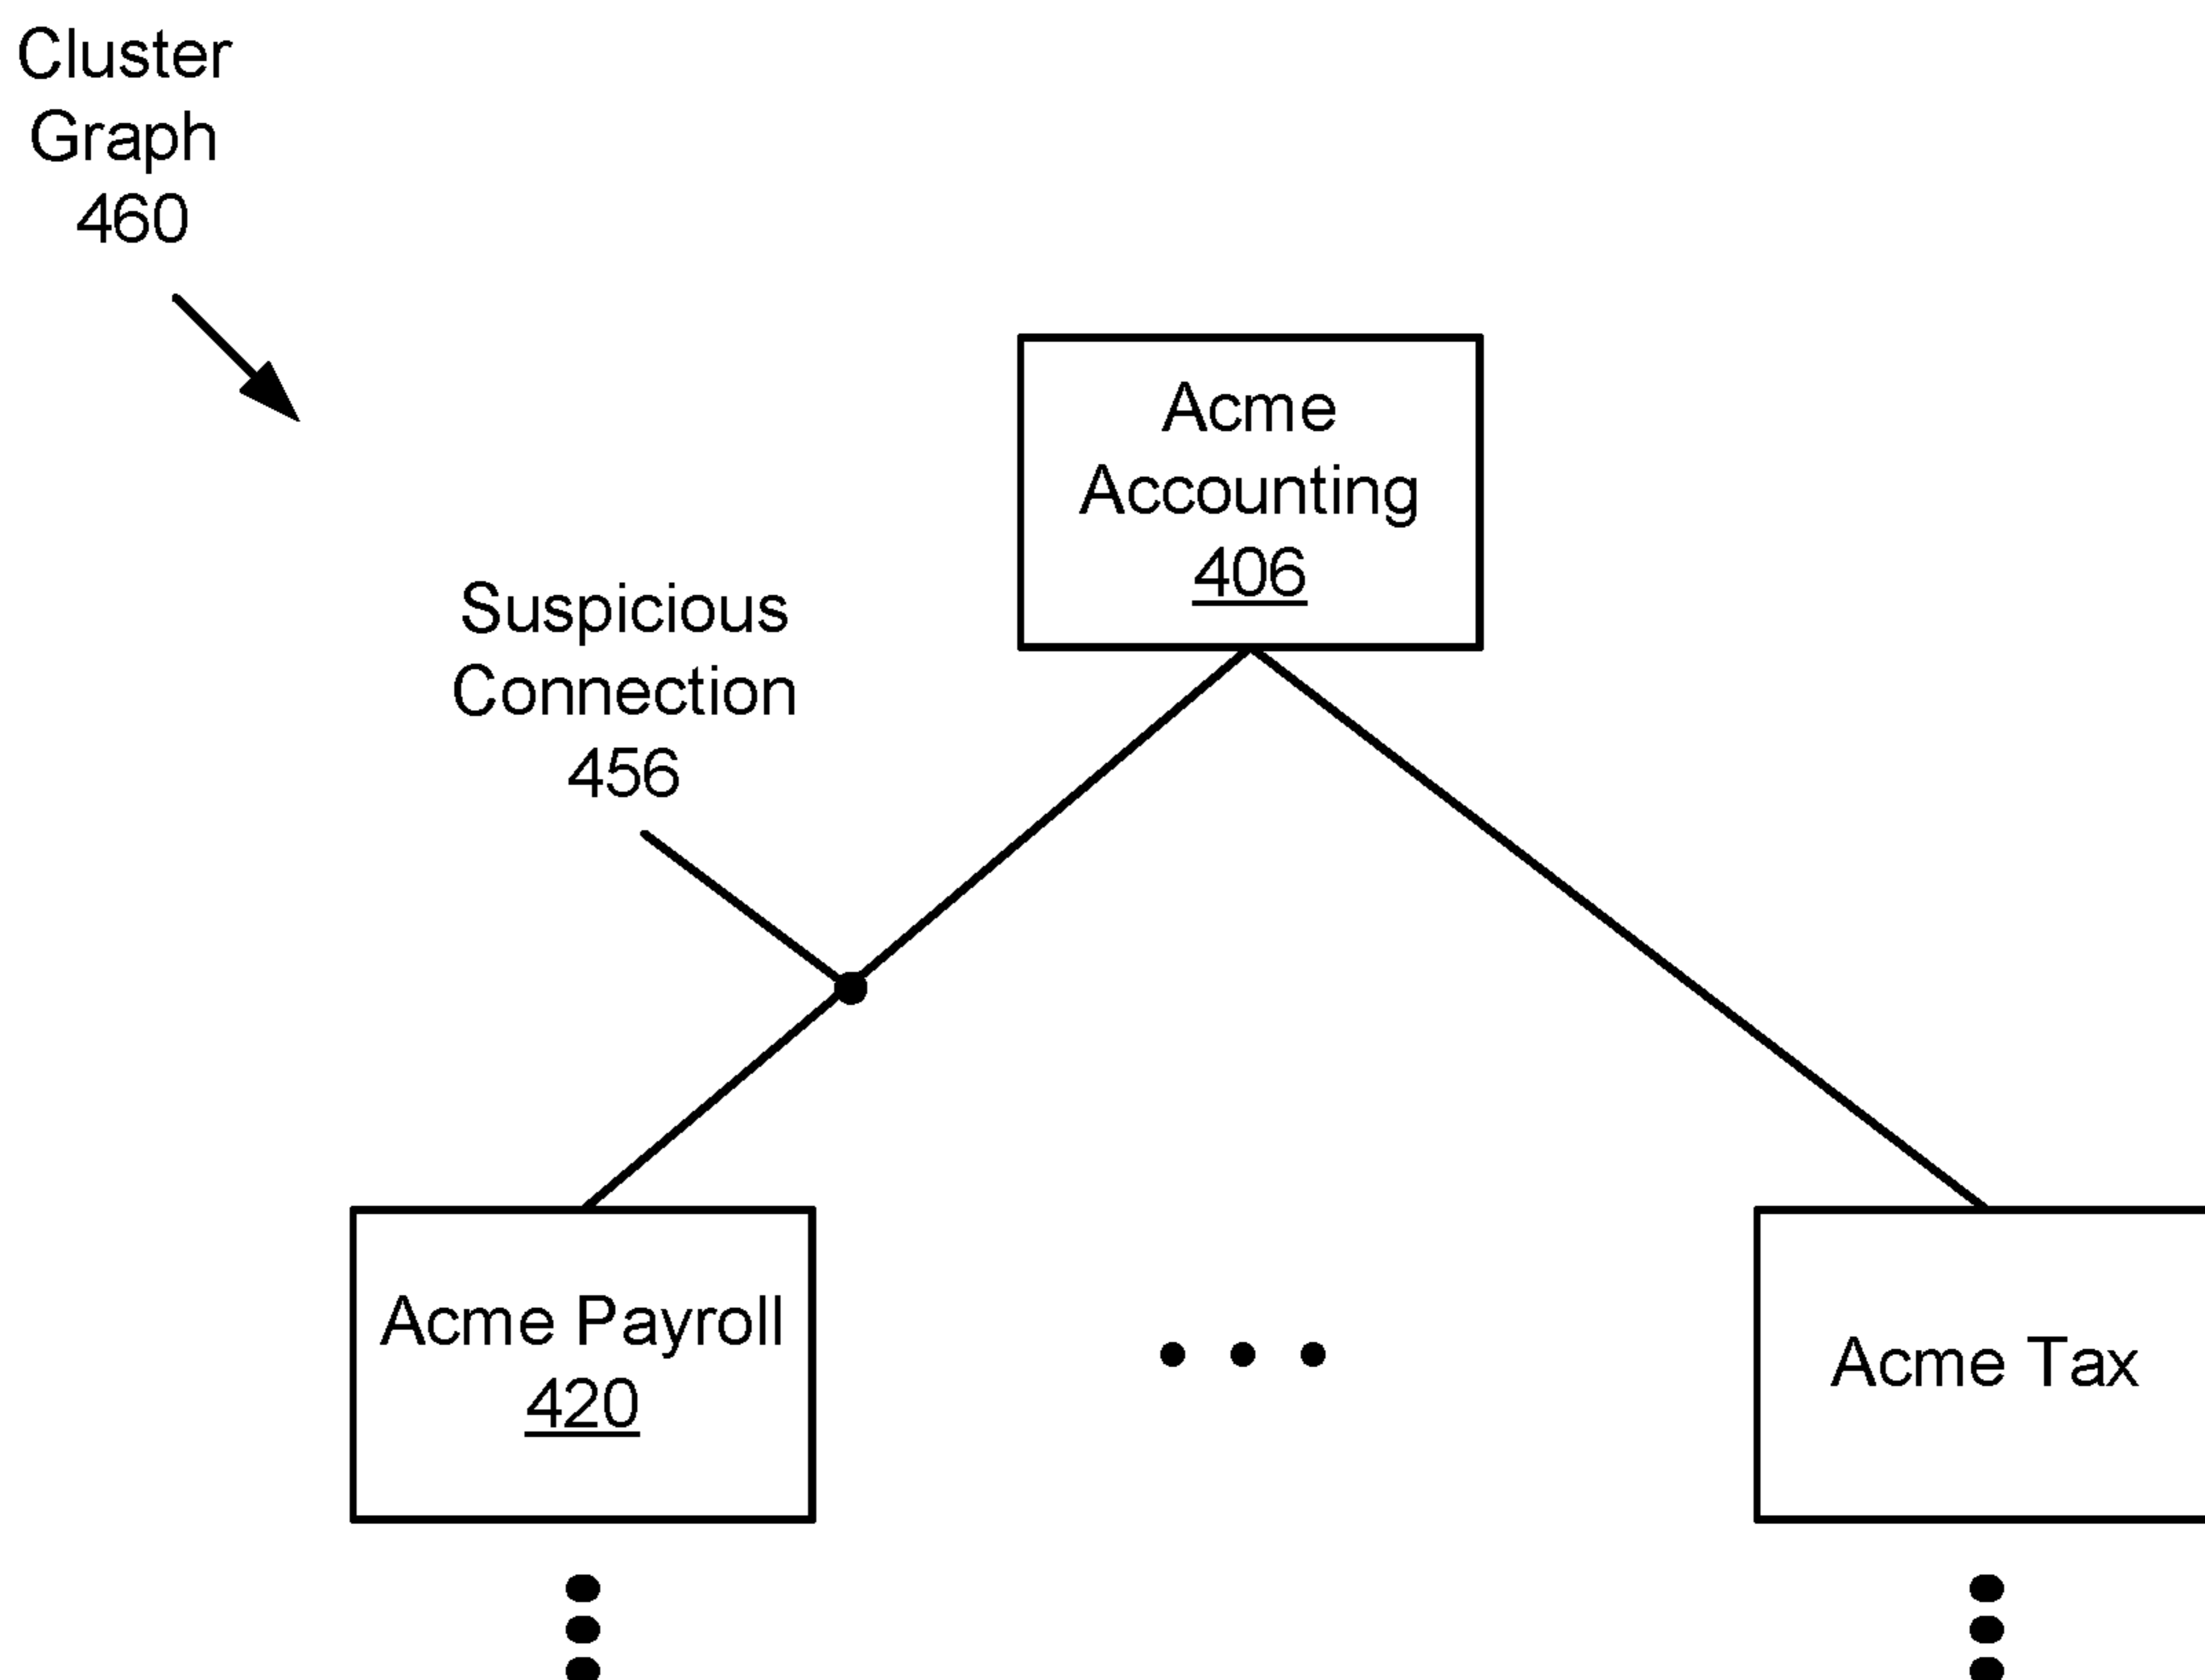 Cluster
Graph
460
Acme
Accounting
406
Suspicious
Connection
456
Acme Payroll
420
Acme Tax